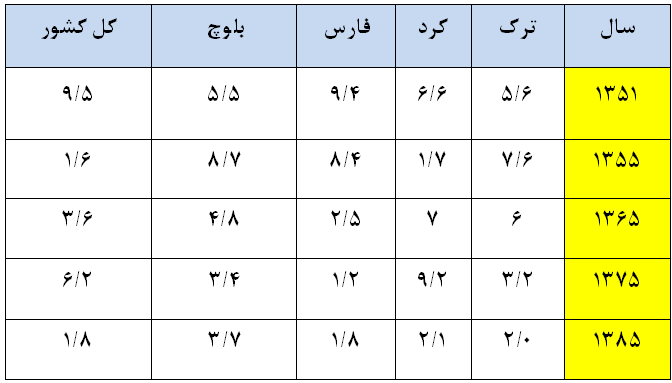 سال ترک کرد فارس بلوچ کل کشور
۱۳۵۱ ۵/۶ ۶/۶ ۹/۴ ۵/۵ ۹/۵
۱۳۵۵ ۷/۶ ۱/۷ ۸/۴ ۸/۷ ۱/۶
۱۳۶۵ ۶ ۷ ۲/۵ ۴/۸ ۳/۶
۱۳۷۵ ۳/۲ ۹/۲ ۱/۲ ۳/۴ ۶/۲
۱۳۸۵ ۲/۰ ۲/۱ ۱/۸ ۳/۷ ۱/۸